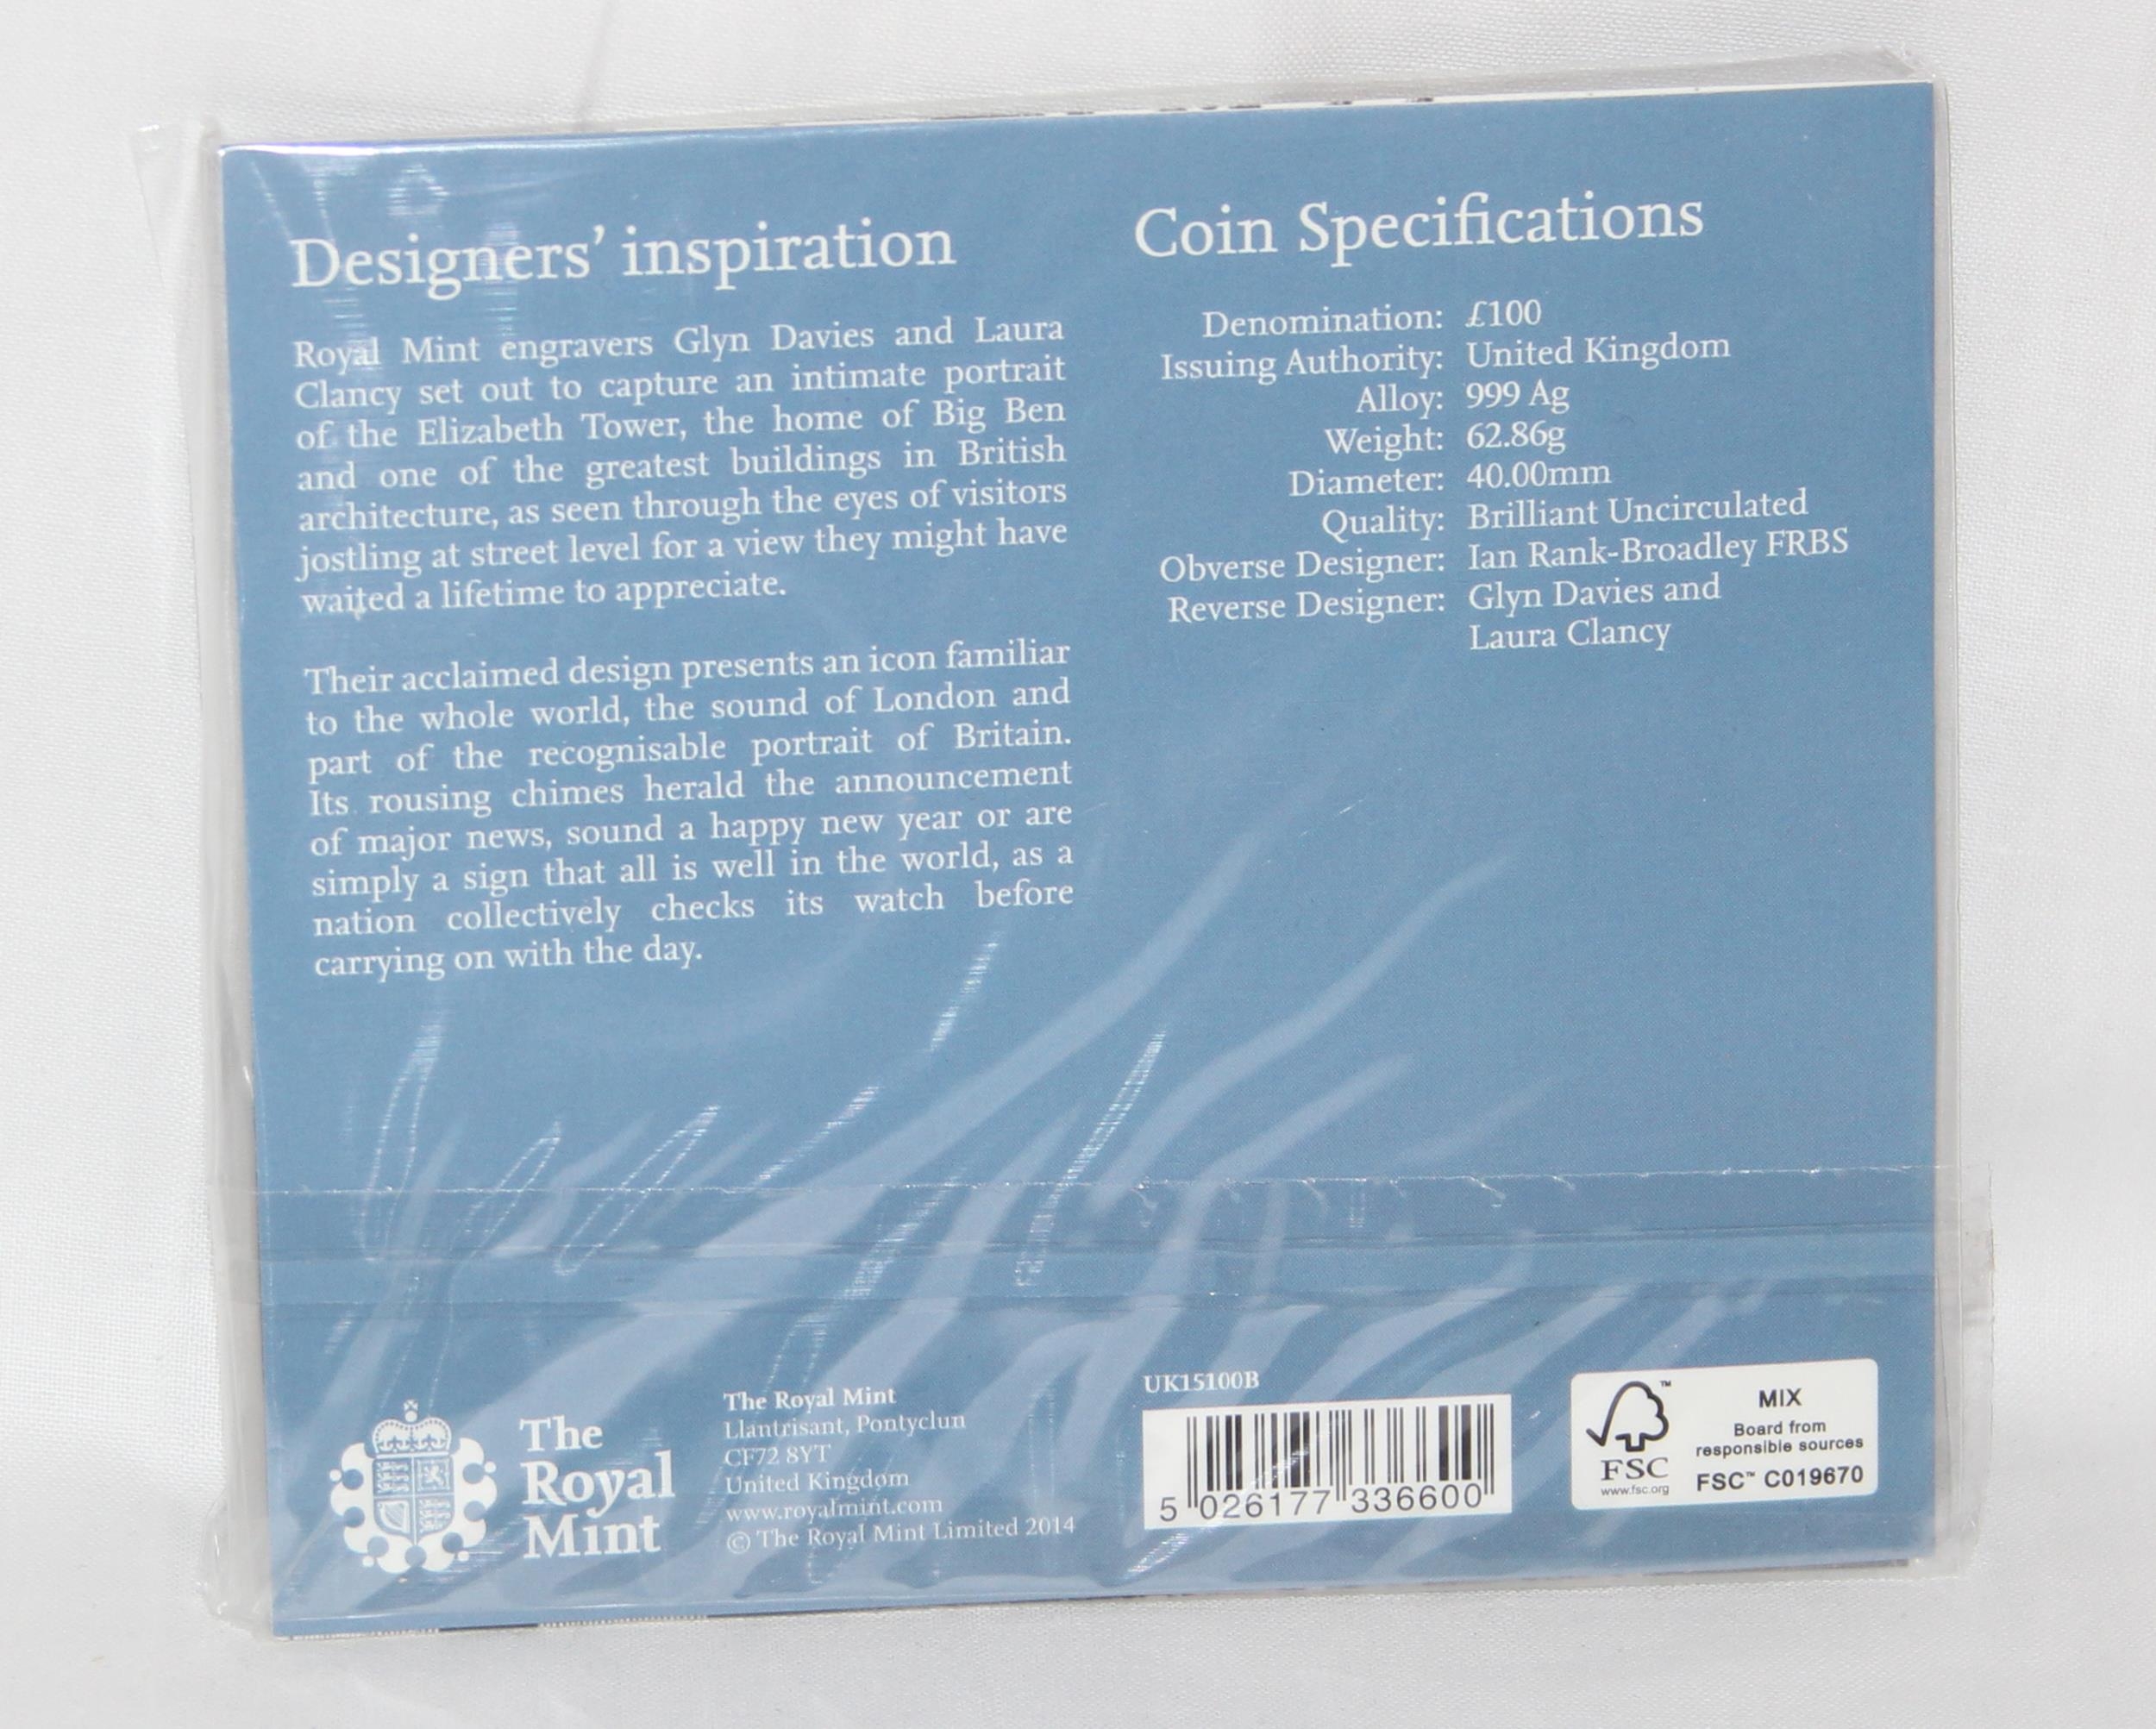 Designers' inspiration
Royal Mint engravers Glyn Davies and Laura
Clancy set out to capture an intimate portrait
of the Elizabeth Tower, the home of Big Ben
and one of the greatest buildings in British
architecture, as seen through the eyes of visitors
jostling at street level for a view they might have
waited a lifetime to appreciate.
Their acclaimed design presents an icon familiar
to the whole world, the sound of London and
part of the recognisable portrait of Britain.
Its rousing chimes herald the announcement
of major news, sound a happy new year or are
simply a sign that all is well in the world, as a
nation collectively checks its watch before
carrying on with the day.
Coin Specifications
Denomination: £100
Issuing Authority: United Kingdom
Alloy: 999 Ag
Weight: 62.86g
Diameter: 40.00mm
Quality: Brilliant Uncirculated
Obverse Designer: Ian Rank-Broadley FRBS
Reverse Designer: Glyn Davies and
Laura Clancy
The
Royal
Mint
The Royal Mint
Llantrisant, Pontyclun
CF72 8YT
United Kingdom
www.royalmint.com
© The Royal Mint Limited 2014
UK15100B
5 026177 336600
FSC
www.fsc.org
MIX
Board from
responsible sources
FSC™ C019670